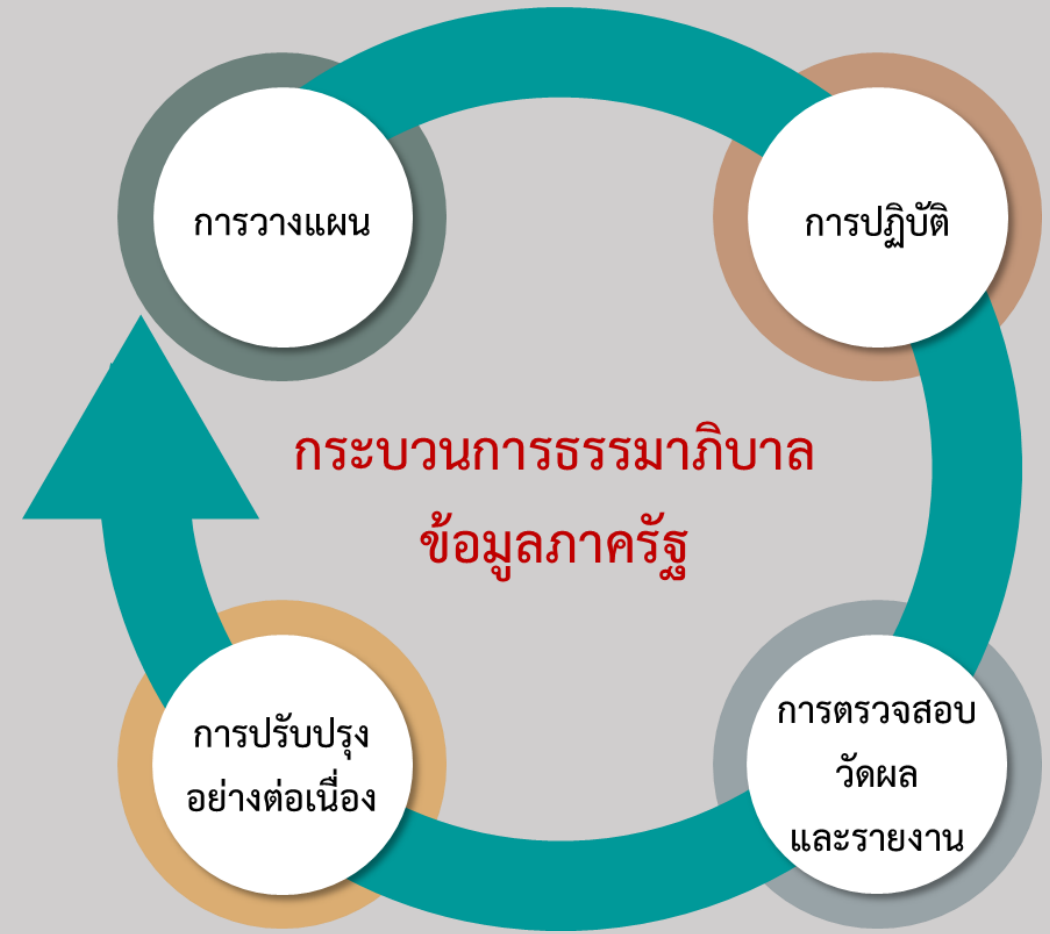 การวางแผน
การปฏิบัติ
กระบวนการธรรมาภิบาล
ข้อมูลภาครัฐ
การตรวจสอบ
วัดผล
และรายงาน
การปรับปรุง
อย่างต่อเนื่อง